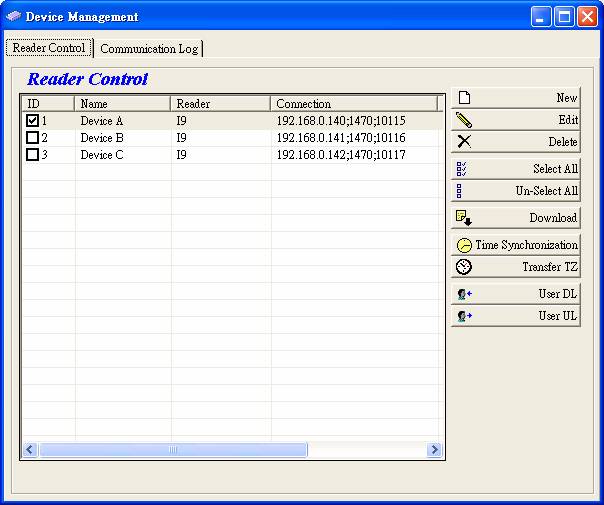 Device Management
Reader Control Communication Log
Reader Control
ID Name Reader Connection
1 Device A I9 192.168.0.140;1470;10115
2 Device B I9 192.168.0.141;1470;10116
3 Device C I9 192.168.0.142;1470;10117
New
Edit
Delete
Select All
Un-Select All
Download
Time Synchronization
Transfer TZ
User DL
User UL